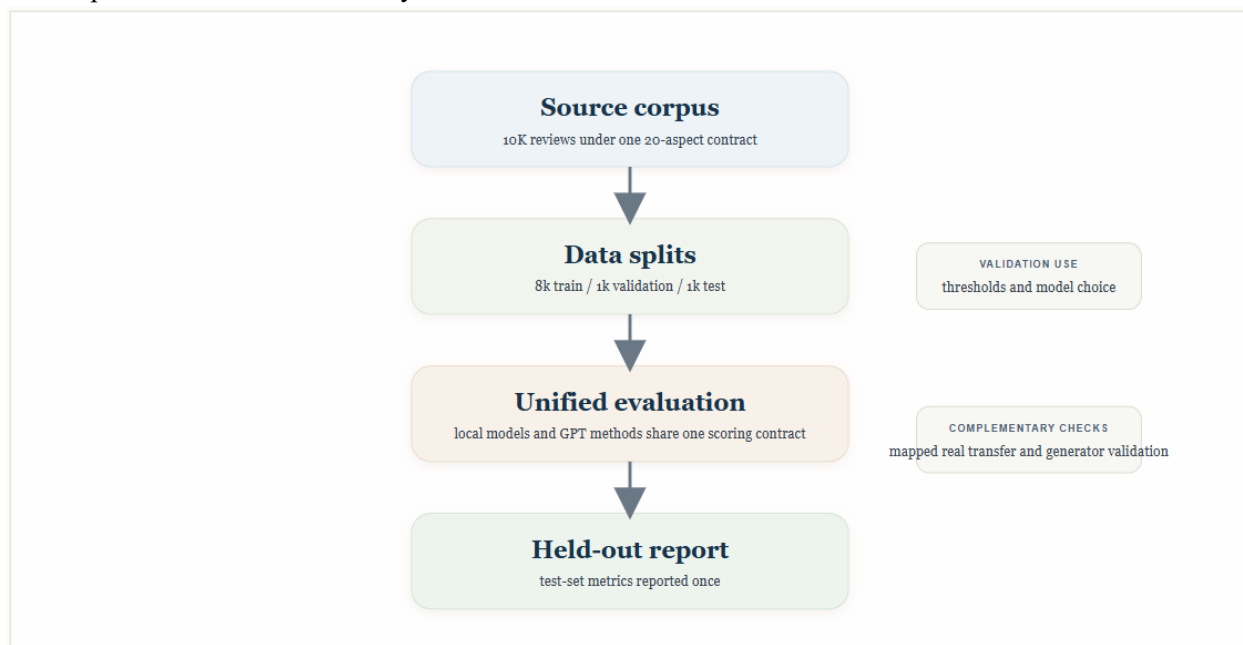 Source corpus
10K reviews under one 20-aspect contract
Data splits
8k train / 1k validation / 1k test
VALIDATION USE
thresholds and model choice
Unified evaluation
local models and GPT methods share one scoring contract
COMPLEMENTARY CHECKS
mapped real transfer and generator validation
Held-out report
test-set metrics reported once